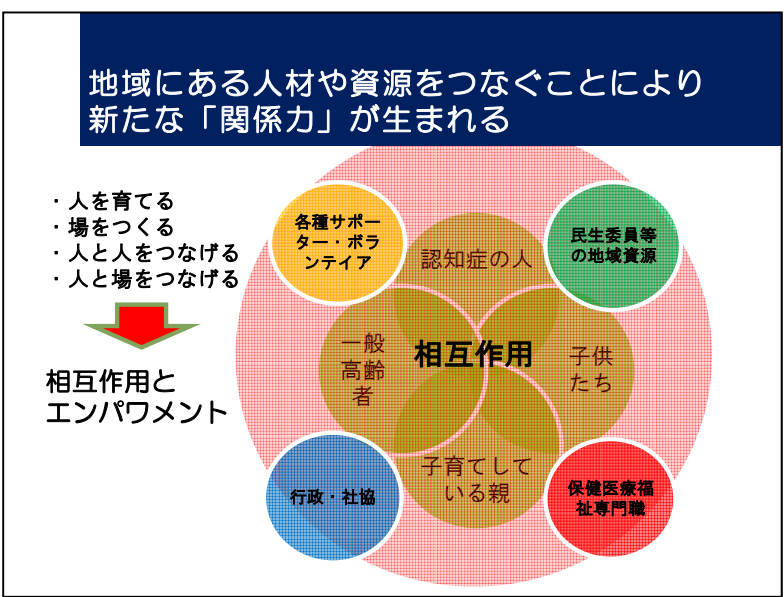 地域にある人材や資源をつなぐことにより
新たな「関係力」が生まれる
・人を育てる
・場をつくる
・人と人をつなげる
・人と場をつなげる
相互作用と
エンパワメント
各種サポー
ター・ボラ
ンテイア
民生委員等
の地域資源
認知症の人
一般
高齢
者
相互作用
子供
たち
子育てして
いる親
行政・社協
保健医療福
祉専門職